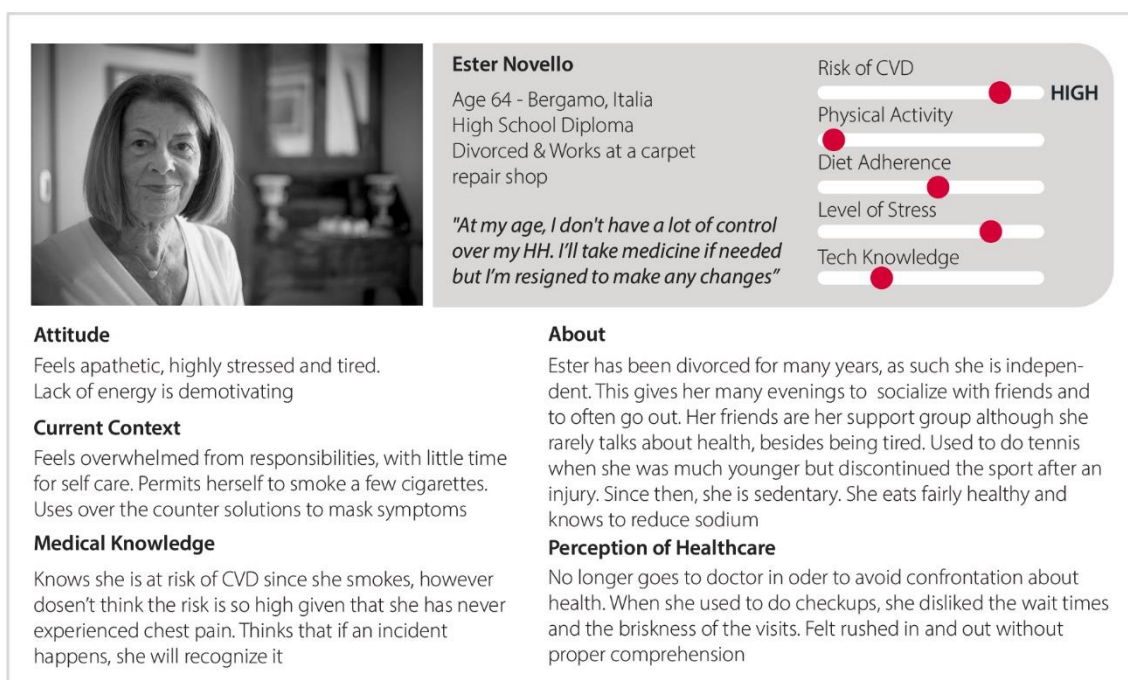 Ester Novello
Age 64 - Bergamo, Italia
High School Diploma
Divorced & Works at a carpet
repair shop
"At my age, I don't have a lot of control
over my HH. I'll take medicine if needed
but I'm resigned to make any changes”
Risk of CVD
HIGH
Physical Activity
Diet Adherence
Level of Stress
Tech Knowledge
Attitude
Feels apathetic, highly stressed and tired.
Lack of energy is demotivating
Current Context
Feels overwhelmed from responsibilities, with little time
for self care. Permits herself to smoke a few cigarettes.
Uses over the counter solutions to mask symptoms
Medical Knowledge
Knows she is at risk of CVD since she smokes, however
dosen't think the risk is so high given that she has never
experienced chest pain. Thinks that if an incident
happens, she will recognize it
About
Ester has been divorced for many years, as such she is indepen-
dent. This gives her many evenings to socialize with friends and
to often go out. Her friends are her support group although she
rarely talks about health, besides being tired. Used to do tennis
when she was much younger but discontinued the sport after an
injury. Since then, she is sedentary. She eats fairly healthy and
knows to reduce sodium
Perception of Healthcare
No longer goes to doctor in oder to avoid confrontation about
health. When she used to do checkups, she disliked the wait times
and the briskness of the visits. Felt rushed in and out without
proper comprehension